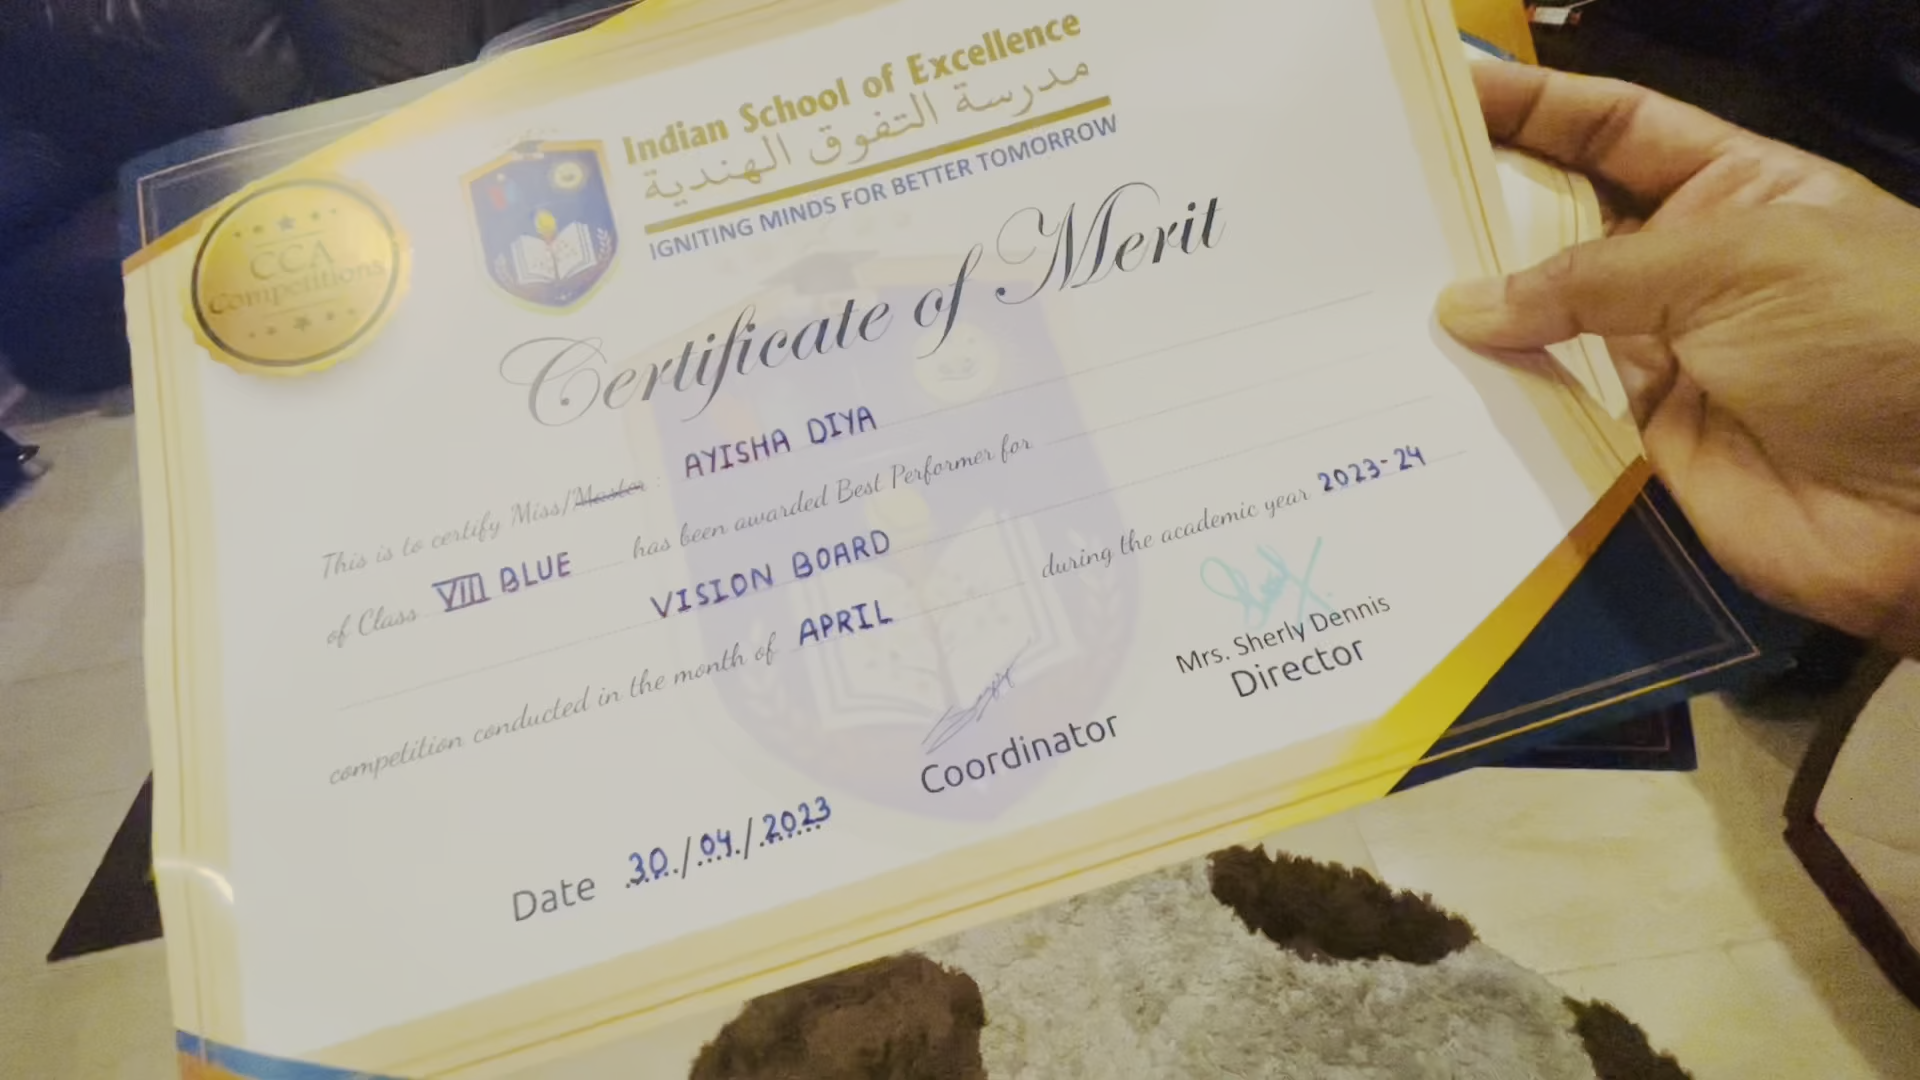 Indian School of Excellence
مدرسة التفوق الهندية
IGNITING MINDS FOR BETTER TOMORROW
CCA
Competitions
Certificate of Merit
This is to certify Miss/Master : AYISHA DIYA
of Class VIII BLUE has been awarded Best Performer for
VISION BOARD
competition conducted in the month of APRIL during the academic year 2023-24
Mrs. Sherly Dennis
Director
Coordinator
Date 30/04/2023